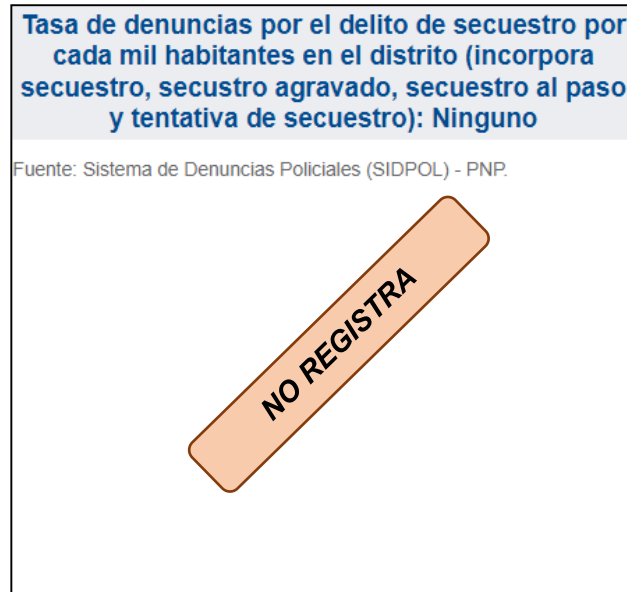 Tasa de denuncias por el delito de secuestro por
cada mil habitantes en el distrito (incorpora
secuestro, secustro agravado, secuestro al paso
y tentativa de secuestro): Ninguno
Fuente: Sistema de Denuncias Policiales (SIDPOL) - PNP.
NO REGISTRA